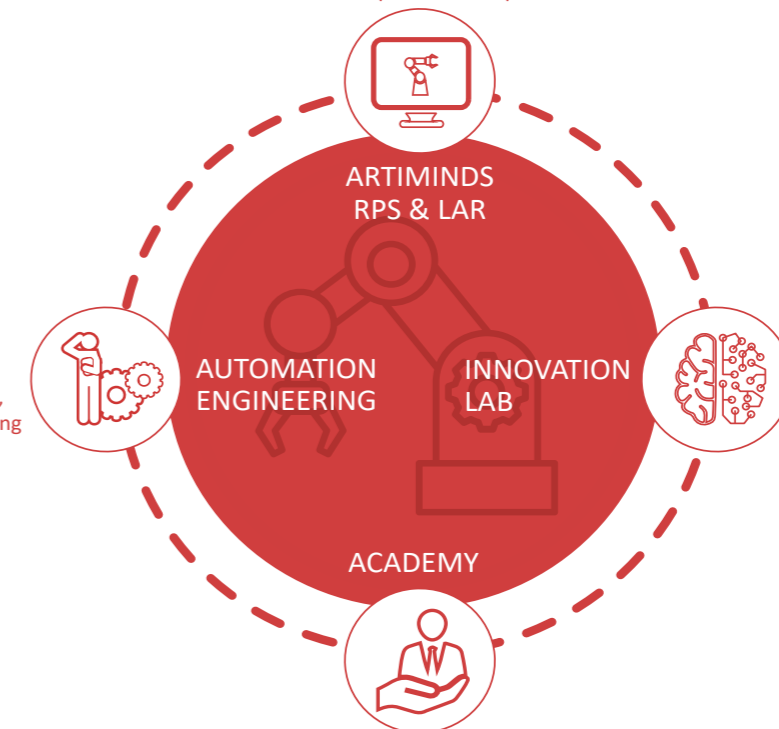 ARTIMINDS
RPS & LAR
AUTOMATION
ENGINEERING
INNOVATION
LAB
ACADEMY